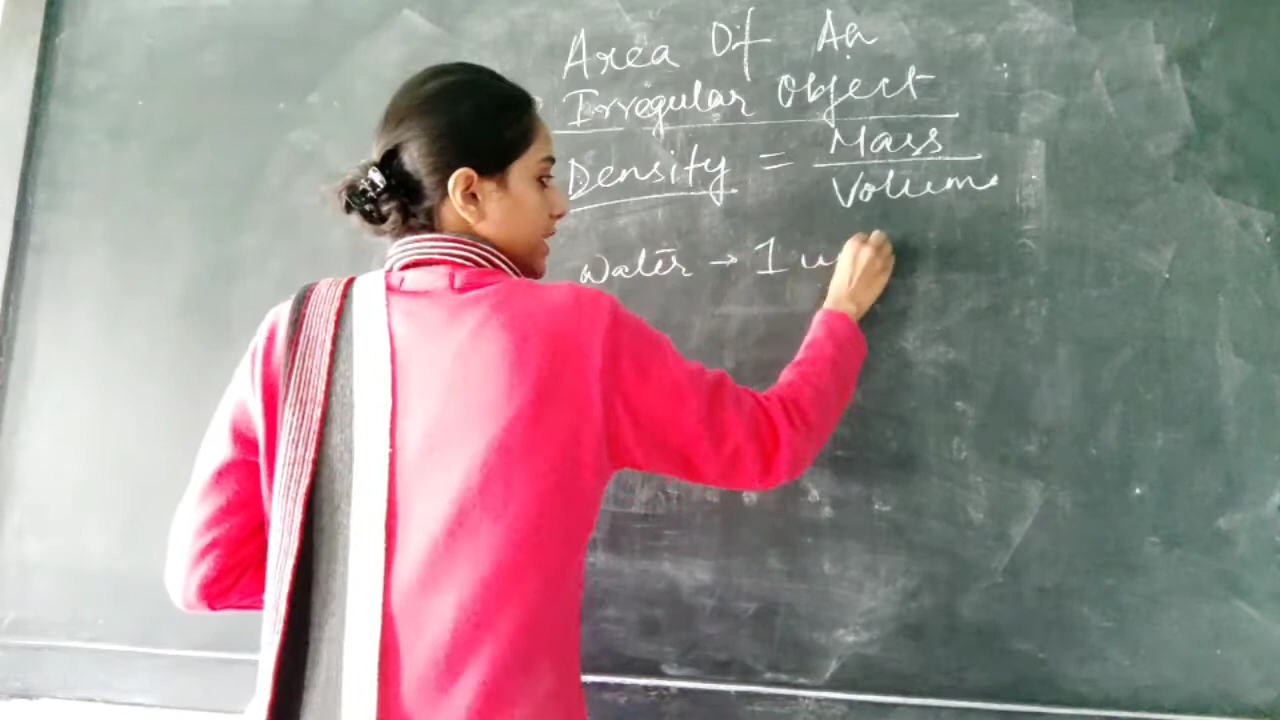 Area Of An
Irregular Object
Density = Mass
Volume
Water → 1